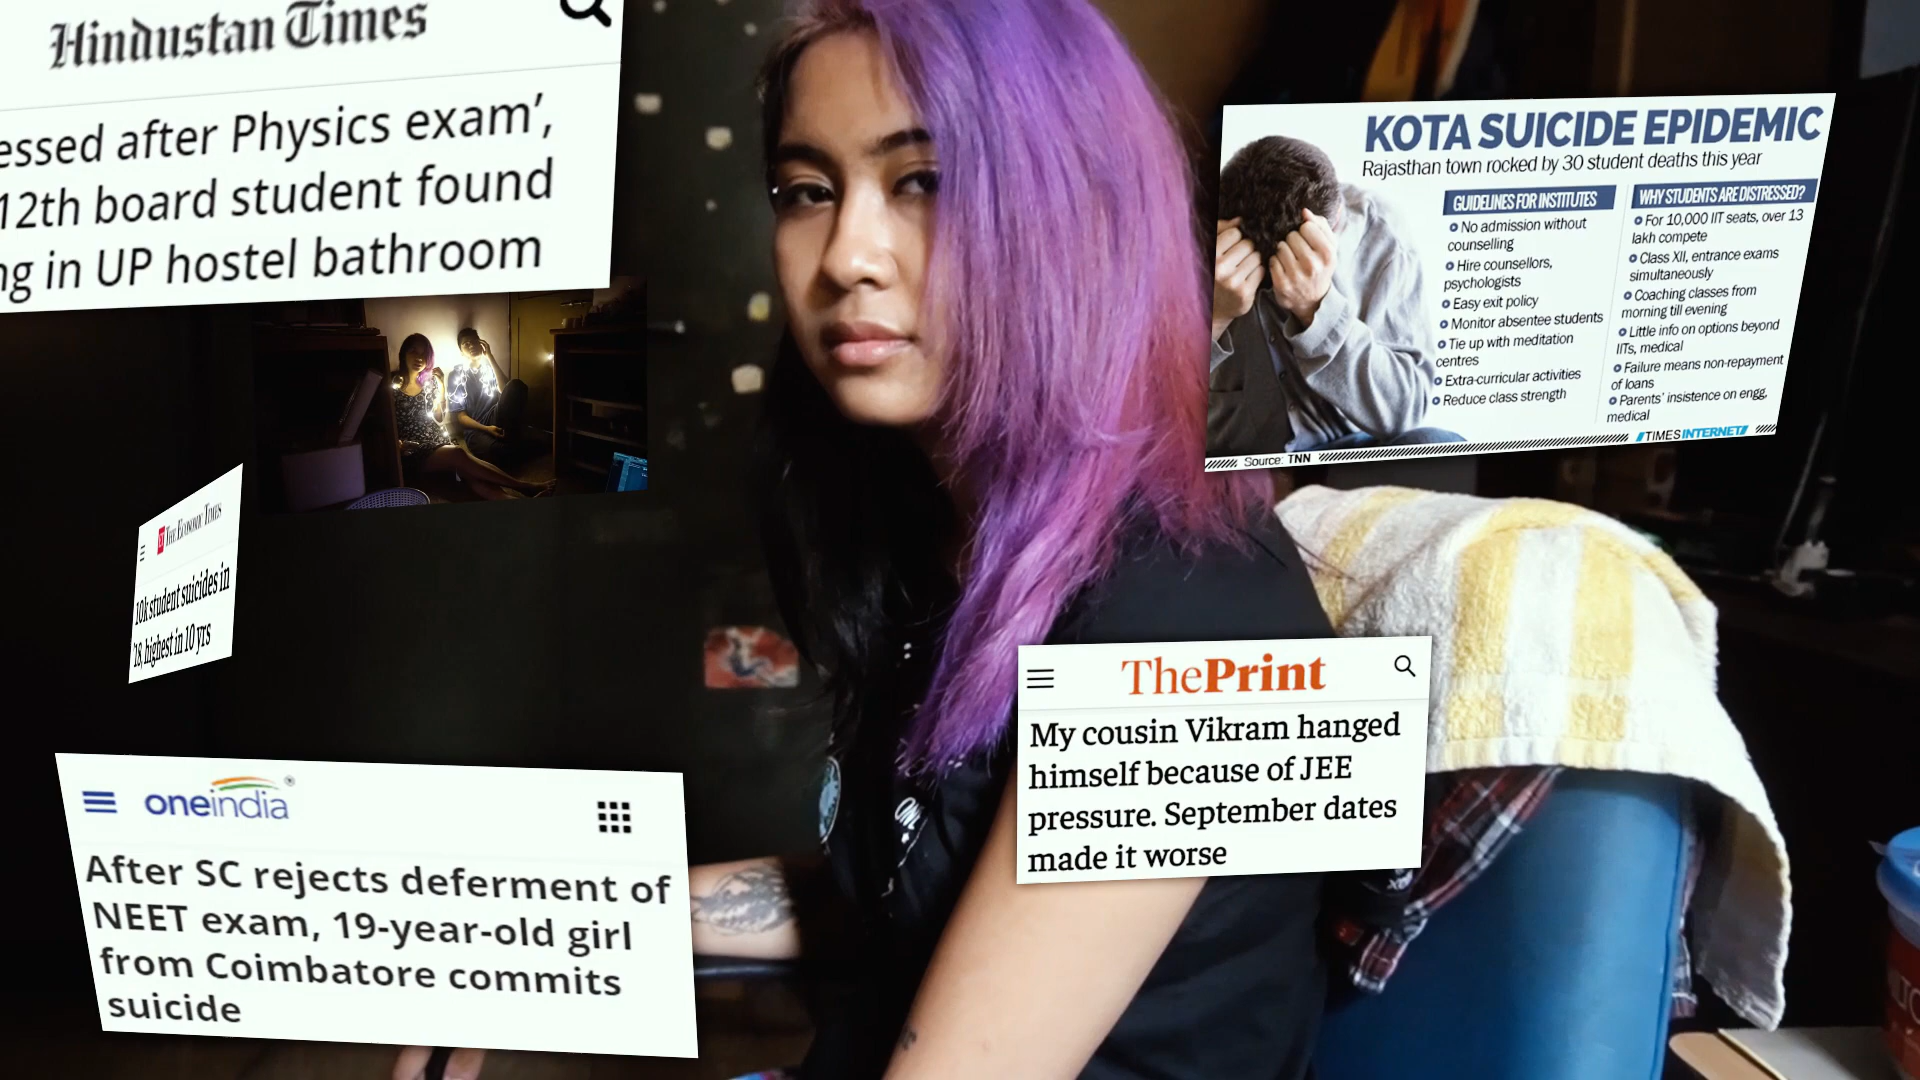 Hindustan Times
essed after Physics exam’,
12th board student found
ng in UP hostel bathroom
KOTA SUICIDE EPIDEMIC
Rajasthan town rocked by 30 student deaths this year
GUIDELINES FOR INSTITUTES
No admission without
counselling
Hire counsellors,
psychologists
Easy exit policy
Monitor absentee students
Tie up with meditation
centres
Extra-curricular activities
Reduce class strength
WHY STUDENTS ARE DISTRESSED?
For 10,000 IIT seats, over 13
lakh compete
Class XII, entrance exams
simultaneously
Coaching classes from
morning till evening
Little info on options beyond
IITs, medical
Failure means non-repayment
of loans
Parents’ insistence on engg,
medical
TIMES INTERNET
Source: TNN
ET The Economic Times
10k student suicides in
'18, highest in 10 yrs
ThePrint
My cousin Vikram hanged
himself because of JEE
pressure. September dates
made it worse
oneindia
After SC rejects deferment of
NEET exam, 19-year-old girl
from Coimbatore commits
suicide